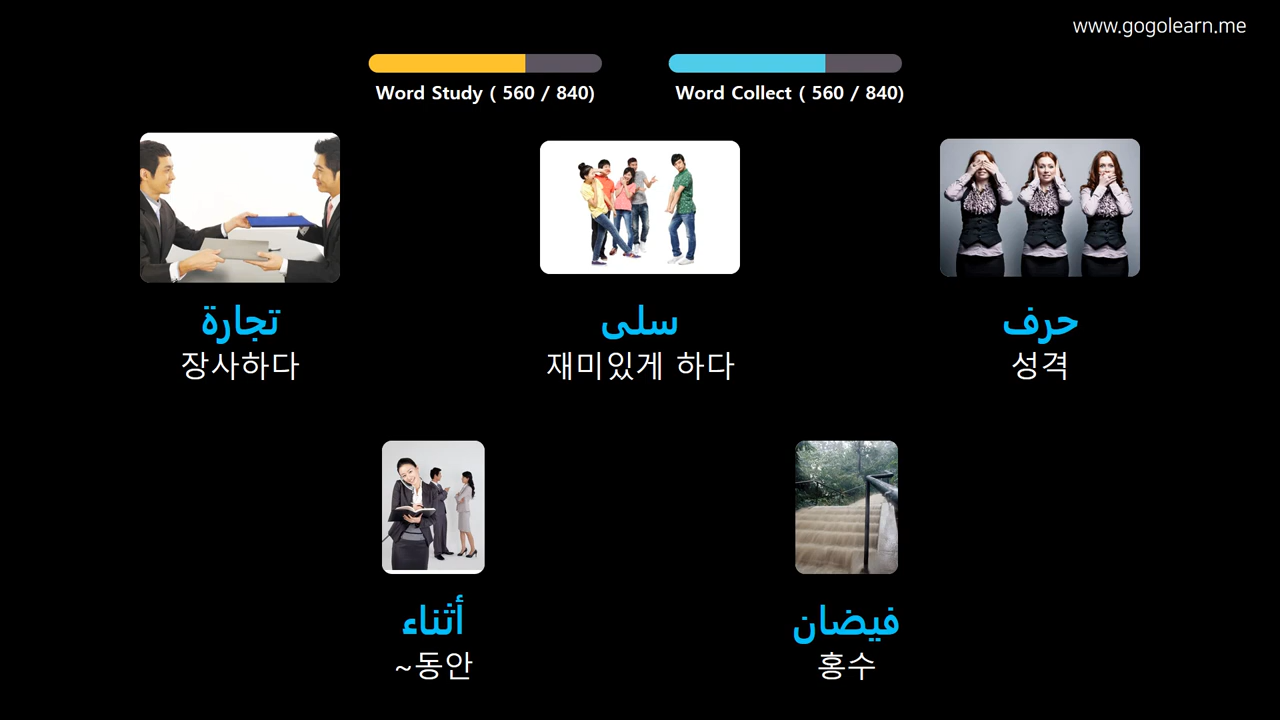 www.gogolearn.me
Word Study ( 560 / 840)
Word Collect ( 560 / 840)
تجارة
장사하다
سلى
재미있게 하다
حرف
성격
أثناء
~동안
فيضان
홍수